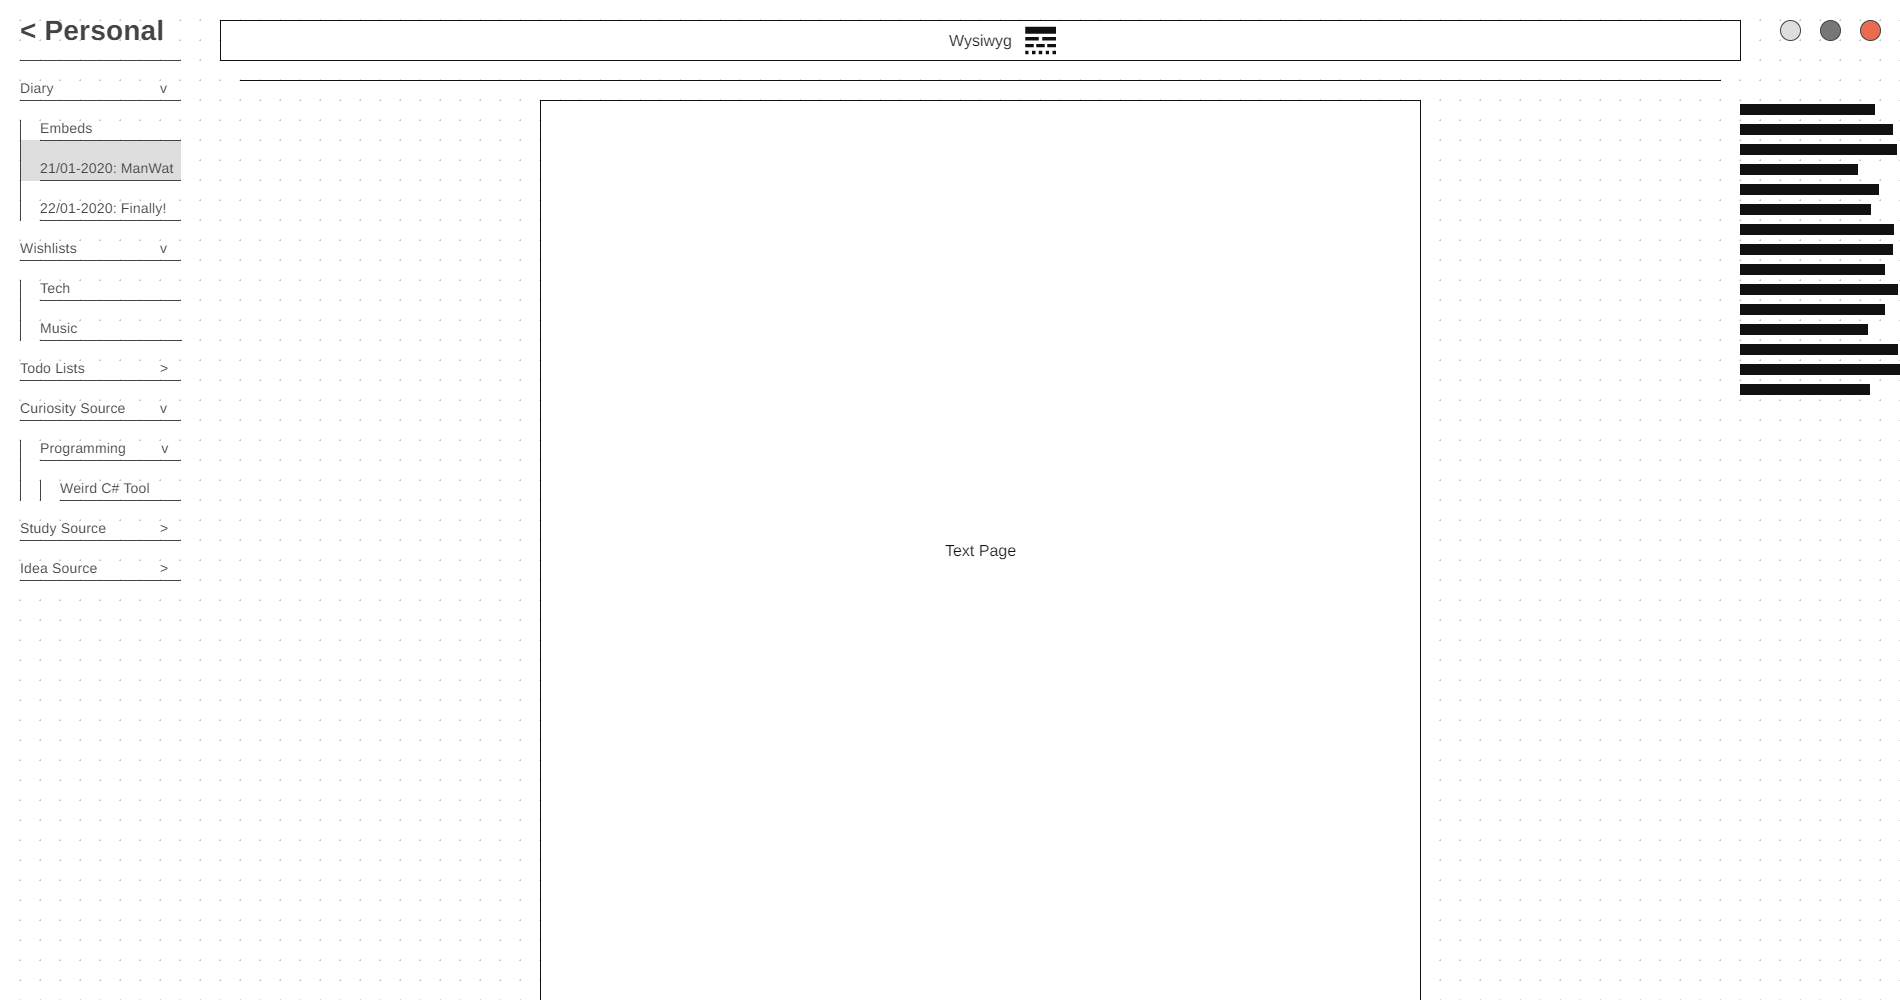 < Personal
Wysiwyg
Diary v
Embeds
21/01-2020: ManWat
22/01-2020: Finally!
Wishlists v
Tech
Music
Todo Lists >
Curiosity Source v
Programming v
Weird C# Tool
Study Source >
Idea Source >
Text Page